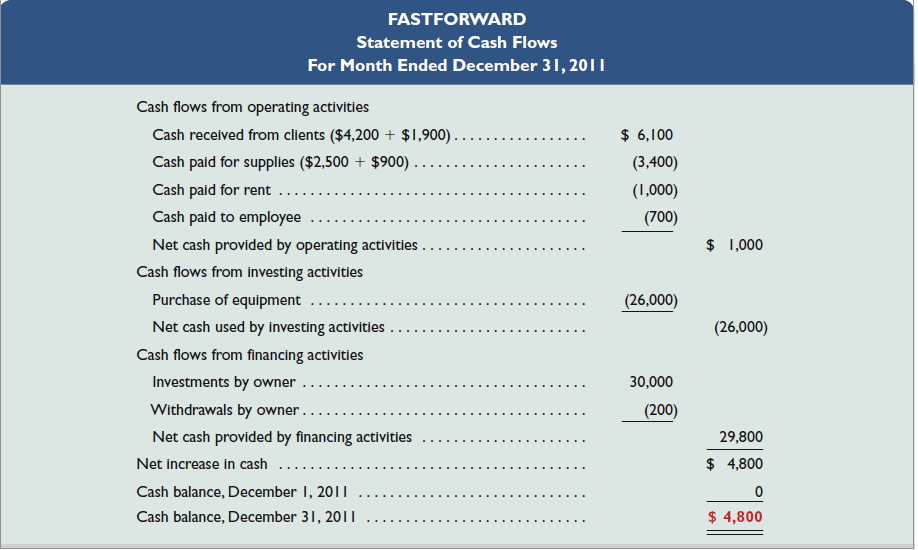 FASTFORWARD
Statement of Cash Flows
For Month Ended December 31, 2011
Cash flows from operating activities
Cash received from clients ($4,200 + $1,900) . . . . . . . . . . . . . . . . . $ 6,100
Cash paid for supplies ($2,500 + $900) . . . . . . . . . . . . . . . . . . . . . . (3,400)
Cash paid for rent . . . . . . . . . . . . . . . . . . . . . . . . . . . . . . . . . . . . . . . (1,000)
Cash paid to employee . . . . . . . . . . . . . . . . . . . . . . . . . . . . . . . . . . . (700)
Net cash provided by operating activities . . . . . . . . . . . . . . . . . . . . . $ 1,000
Cash flows from investing activities
Purchase of equipment . . . . . . . . . . . . . . . . . . . . . . . . . . . . . . . . . . . (26,000)
Net cash used by investing activities . . . . . . . . . . . . . . . . . . . . . . . . . (26,000)
Cash flows from financing activities
Investments by owner . . . . . . . . . . . . . . . . . . . . . . . . . . . . . . . . . . . . 30,000
Withdrawals by owner . . . . . . . . . . . . . . . . . . . . . . . . . . . . . . . . . . . . (200)
Net cash provided by financing activities . . . . . . . . . . . . . . . . . . . . . 29,800
Net increase in cash . . . . . . . . . . . . . . . . . . . . . . . . . . . . . . . . . . . . . . . $ 4,800
Cash balance, December 1, 2011 . . . . . . . . . . . . . . . . . . . . . . . . . . . . . 0
Cash balance, December 31, 2011 . . . . . . . . . . . . . . . . . . . . . . . . . . . . $ 4,800